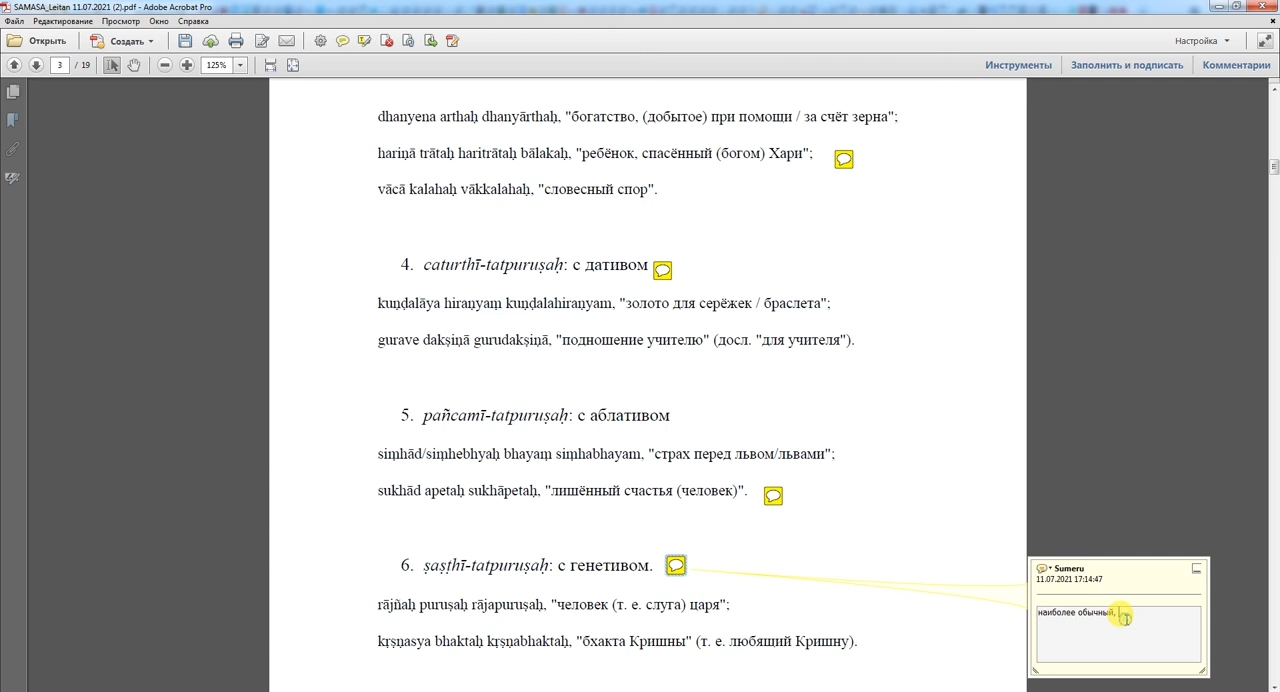 SAMASA_Leitan 11.07.2021 (2).pdf - Adobe Acrobat Pro
Файл Редактирование Просмотр Окно Справка
Открыть Создать Настройка
3 / 19 125% Инструменты Заполнить и подписать Комментарии
dhanyena arthaḥ dhanyārthaḥ, "богатство, (добытое) при помощи / за счёт зерна";
hariṇā trātaḥ haritrātaḥ bālakaḥ, "ребёнок, спасённый (богом) Хари";
vācā kalahaḥ vākkalahaḥ, "словесный спор".
4. caturthī-tatpuruṣaḥ: с дативом
kuṇḍalāya hiraṇyaṃ kuṇḍalahiraṇyam, "золото для серёжек / браслета";
gurave dakṣiṇā gurudakṣiṇā, "подношение учителю" (досл. "для учителя").
5. pañcamī-tatpuruṣaḥ: с аблативом
siṃhād/siṃhebhyaḥ bhayaṃ siṃhabhayam, "страх перед львом/львами";
sukhād apetaḥ sukhāpetaḥ, "лишённый счастья (человек)".
6. ṣaṣṭhī-tatpuruṣaḥ: с генетивом.
rājñaḥ puruṣaḥ rājapuruṣaḥ, "человек (т. е. слуга) царя";
kṛṣṇasya bhaktaḥ kṛṣṇabhaktaḥ, "бхакта Кришны" (т. е. любящий Кришну).
Sumeru
11.07.2021 17:14:47
наиболее обычный,